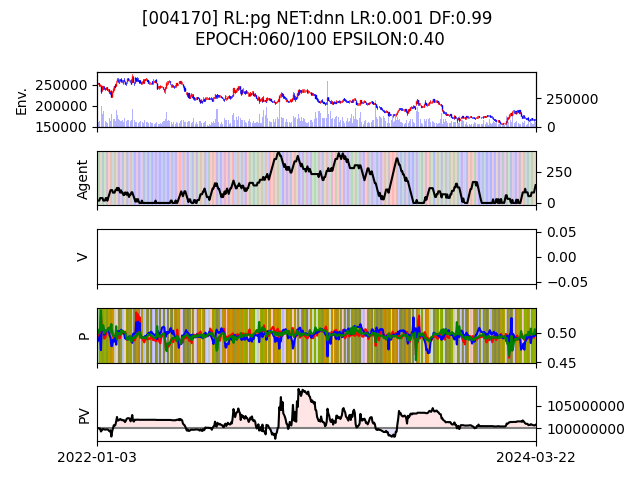 [004170] RL:pg NET:dnn LR:0.001 DF:0.99
EPOCH:060/100 EPSILON:0.40
Env.
250000
200000
150000
250000
0
Agent
250
0
V
0.05
0.00
−0.05
P
0.50
0.45
PV
105000000
100000000
2022-01-03
2024-03-22